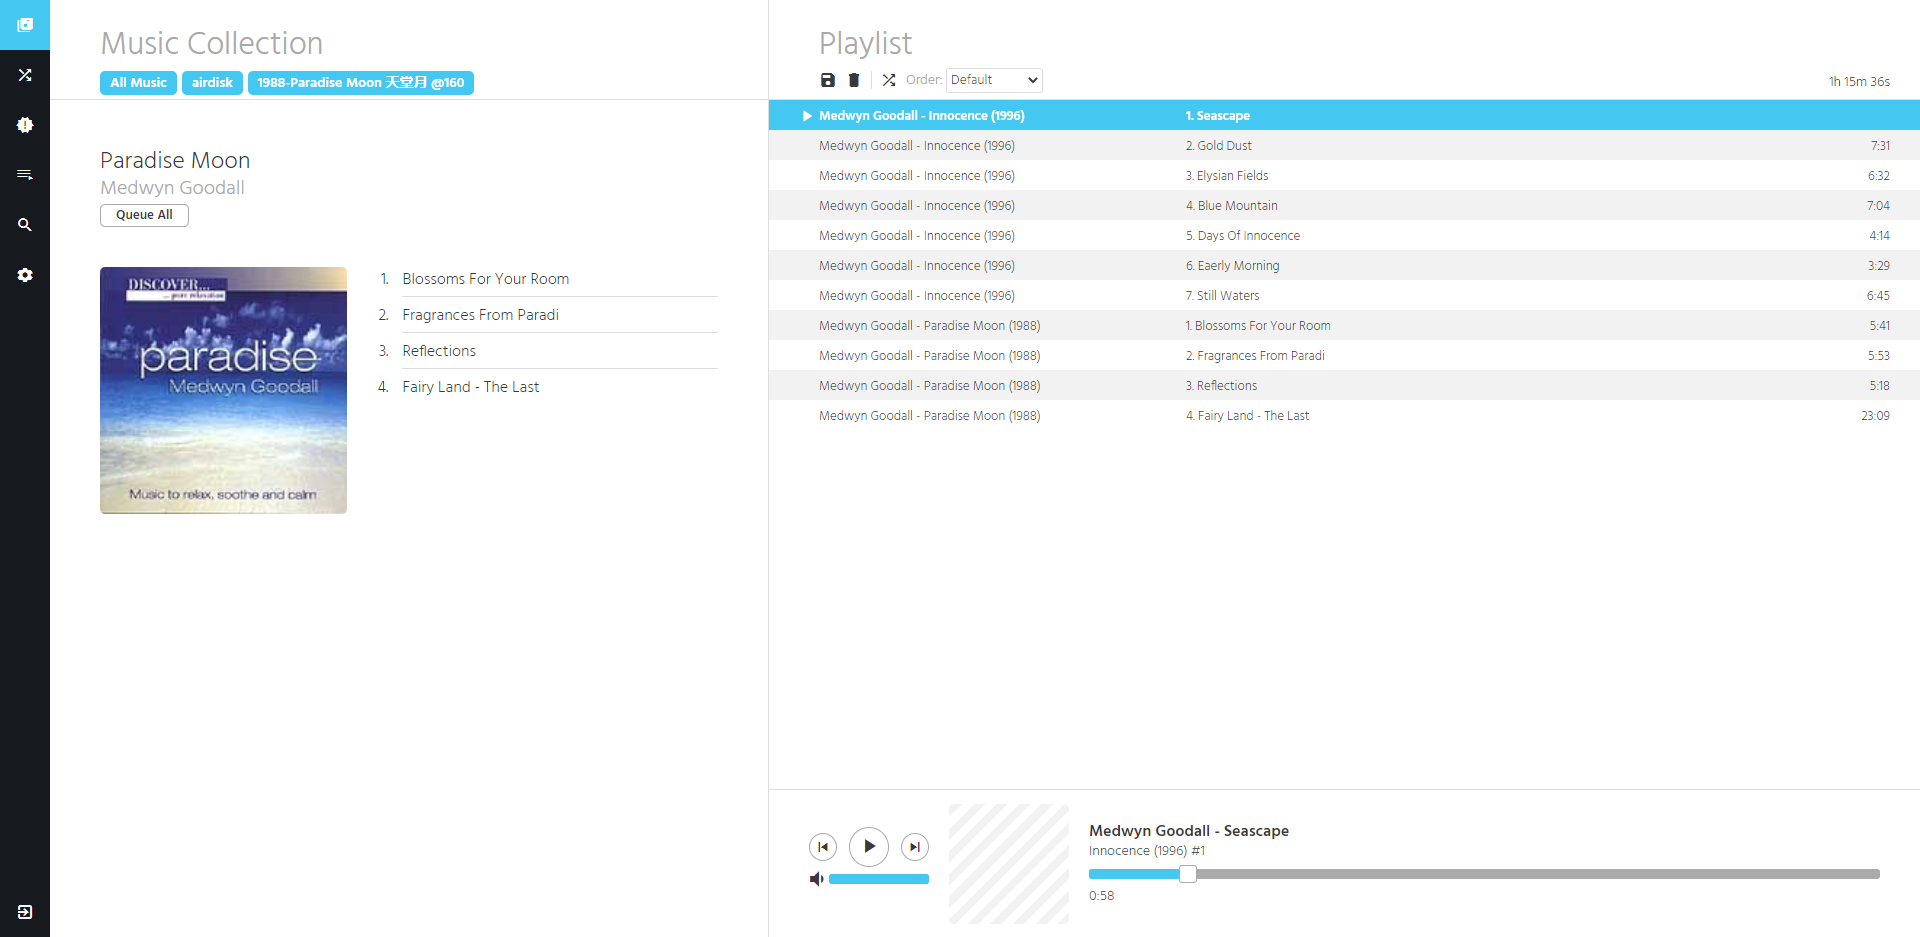 Music Collection
All Music airdisk 1988-Paradise Moon 天堂月 @160
Paradise Moon
Medwyn Goodall
Queue All
DISCOVER...
... pure relaxation
paradise
Medwyn Goodall
Music to relax, soothe and calm
1. Blossoms For Your Room
2. Fragrances From Paradi
3. Reflections
4. Fairy Land - The Last
Playlist
Order: Default 1h 15m 36s
Medwyn Goodall - Innocence (1996) 1. Seascape
Medwyn Goodall - Innocence (1996) 2. Gold Dust 7:31
Medwyn Goodall - Innocence (1996) 3. Elysian Fields 6:32
Medwyn Goodall - Innocence (1996) 4. Blue Mountain 7:04
Medwyn Goodall - Innocence (1996) 5. Days Of Innocence 4:14
Medwyn Goodall - Innocence (1996) 6. Eaerly Morning 3:29
Medwyn Goodall - Innocence (1996) 7. Still Waters 6:45
Medwyn Goodall - Paradise Moon (1988) 1. Blossoms For Your Room 5:41
Medwyn Goodall - Paradise Moon (1988) 2. Fragrances From Paradi 5:53
Medwyn Goodall - Paradise Moon (1988) 3. Reflections 5:18
Medwyn Goodall - Paradise Moon (1988) 4. Fairy Land - The Last 23:09
Medwyn Goodall - Seascape
Innocence (1996) #1
0:58